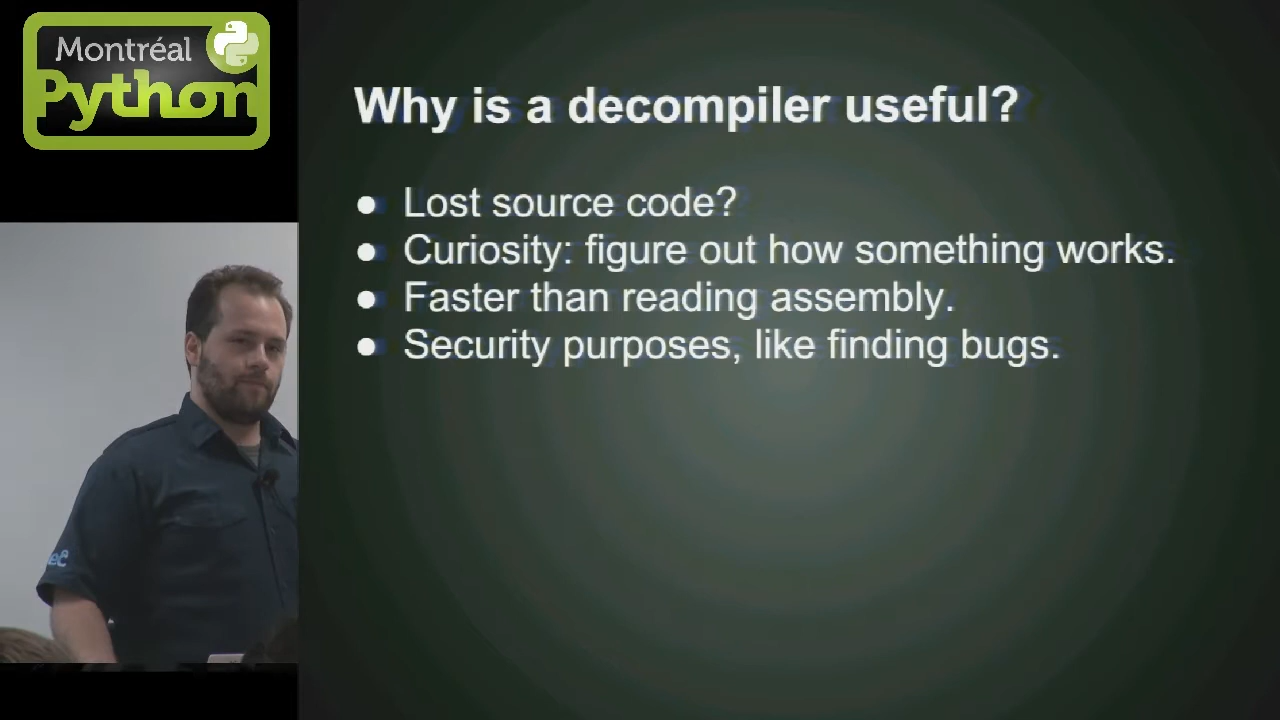 Montréal
Python
Why is a decompiler useful?
● Lost source code?
● Curiosity: figure out how something works.
● Faster than reading assembly.
● Security purposes, like finding bugs.